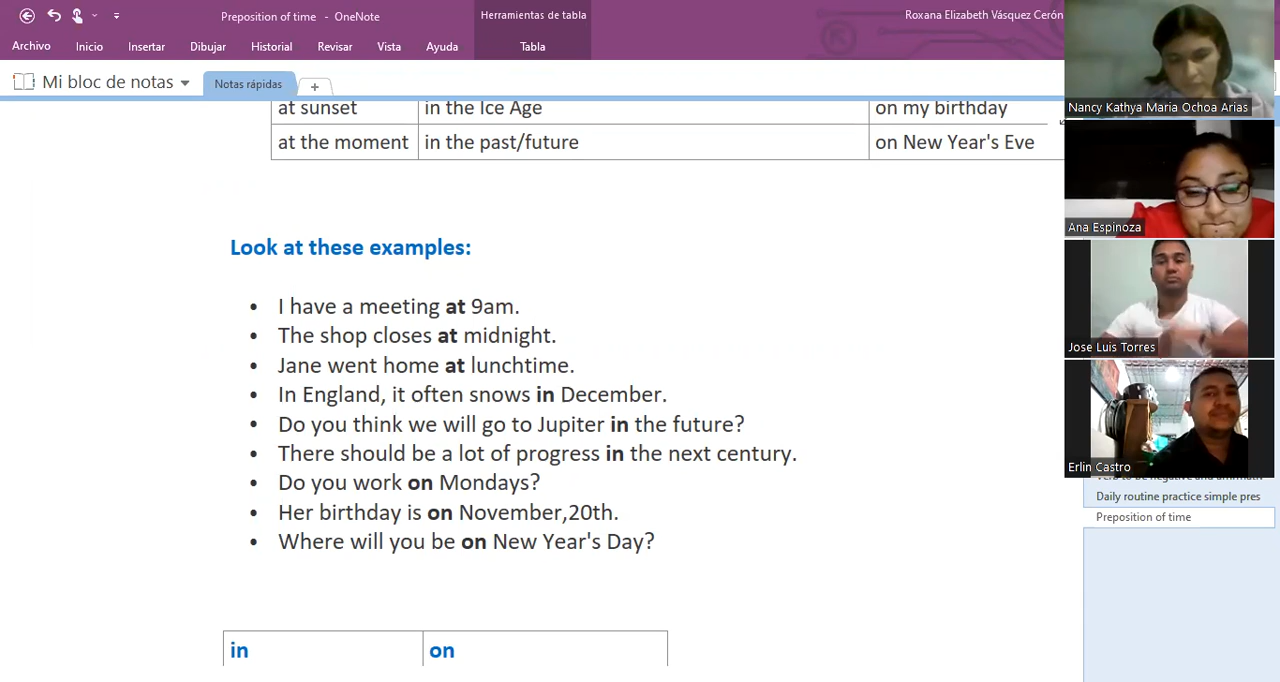 Preposition of time - OneNote
Herramientas de tabla
Roxana Elizabeth Vásquez Cerón
Archivo
Inicio
Insertar
Dibujar
Historial
Revisar
Vista
Ayuda
Tabla
Mi bloc de notas
Notas rápidas
+
at sunset
in the Ice Age
on my birthday
at the moment
in the past/future
on New Year's Eve
Look at these examples:
• I have a meeting at 9am.
• The shop closes at midnight.
• Jane went home at lunchtime.
• In England, it often snows in December.
• Do you think we will go to Jupiter in the future?
• There should be a lot of progress in the next century.
• Do you work on Mondays?
• Her birthday is on November,20th.
• Where will you be on New Year's Day?
in
on
Nancy Kathya Maria Ochoa Arias
Ana Espinoza
Jose Luis Torres
Erlin Castro
Daily routine practice simple pres
Preposition of time